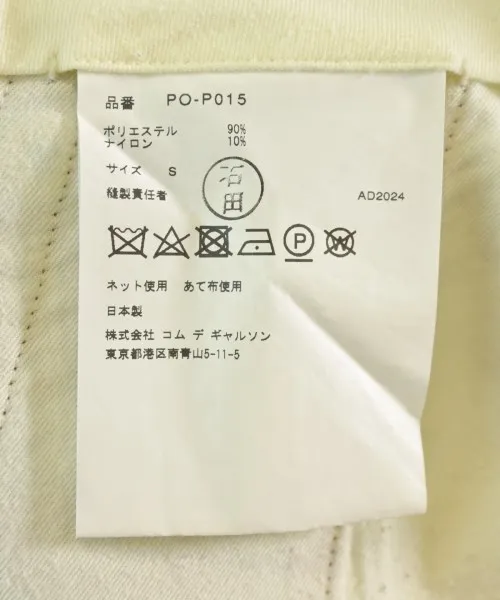 品番 PO-P015
ポリエステル 90%
ナイロン 10%
サイズ S
縫製責任者
AD2024
P
W
ネット使用 あて布使用
日本製
株式会社 コム デ ギャルソン
東京都港区南青山5-11-5